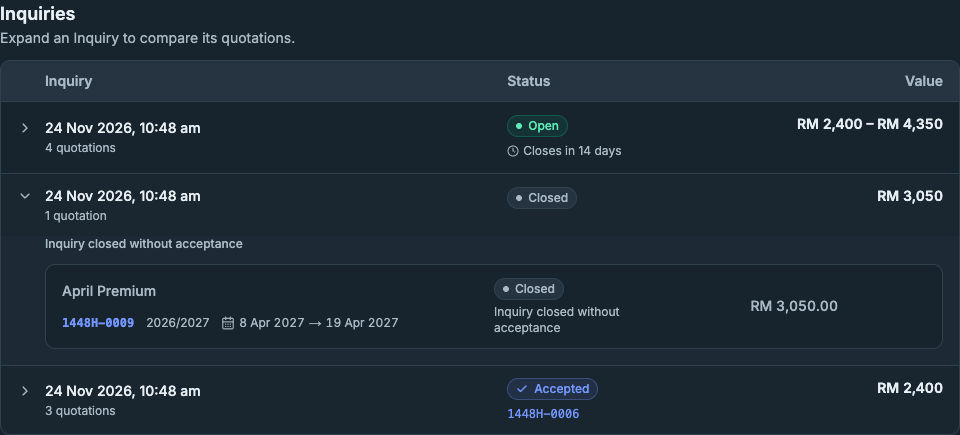 Inquiries
Expand an Inquiry to compare its quotations.
Inquiry Status Value
24 Nov 2026, 10:48 am Open RM 2,400 – RM 4,350
4 quotations Closes in 14 days
24 Nov 2026, 10:48 am Closed RM 3,050
1 quotation
Inquiry closed without acceptance
April Premium Closed
Inquiry closed without acceptance RM 3,050.00
1448H-0009 2026/2027 8 Apr 2027 → 19 Apr 2027
24 Nov 2026, 10:48 am Accepted RM 2,400
3 quotations 1448H-0006